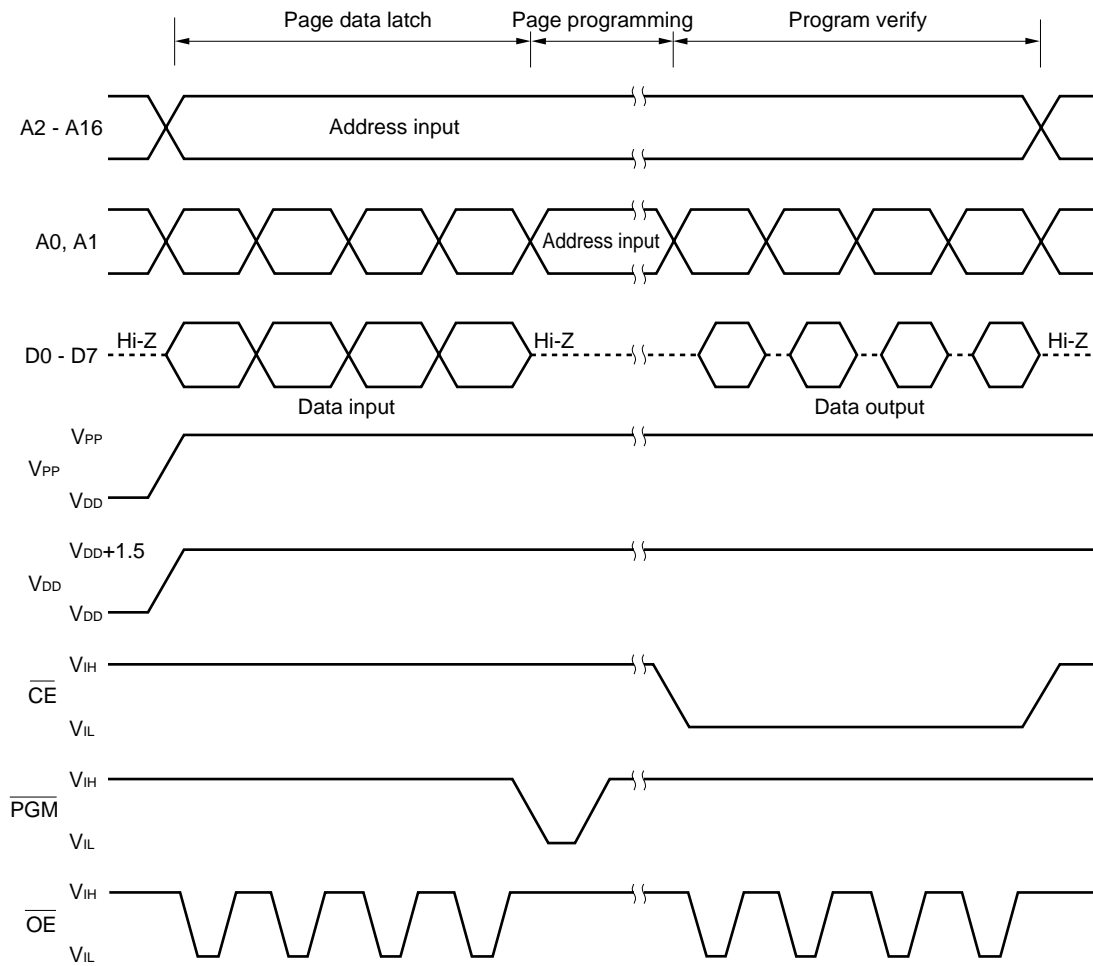 Page data latch Page programming Program verify
A2 - A16 Address input
A0, A1 Address input
Hi-Z Hi-Z Hi-Z
D0 - D7
Data input Data output
VPP
VPP
VDD
VDD+1.5
VDD
VDD
VIH
CE
VIL
VIH
PGM
VIL
VIH
OE
VIL